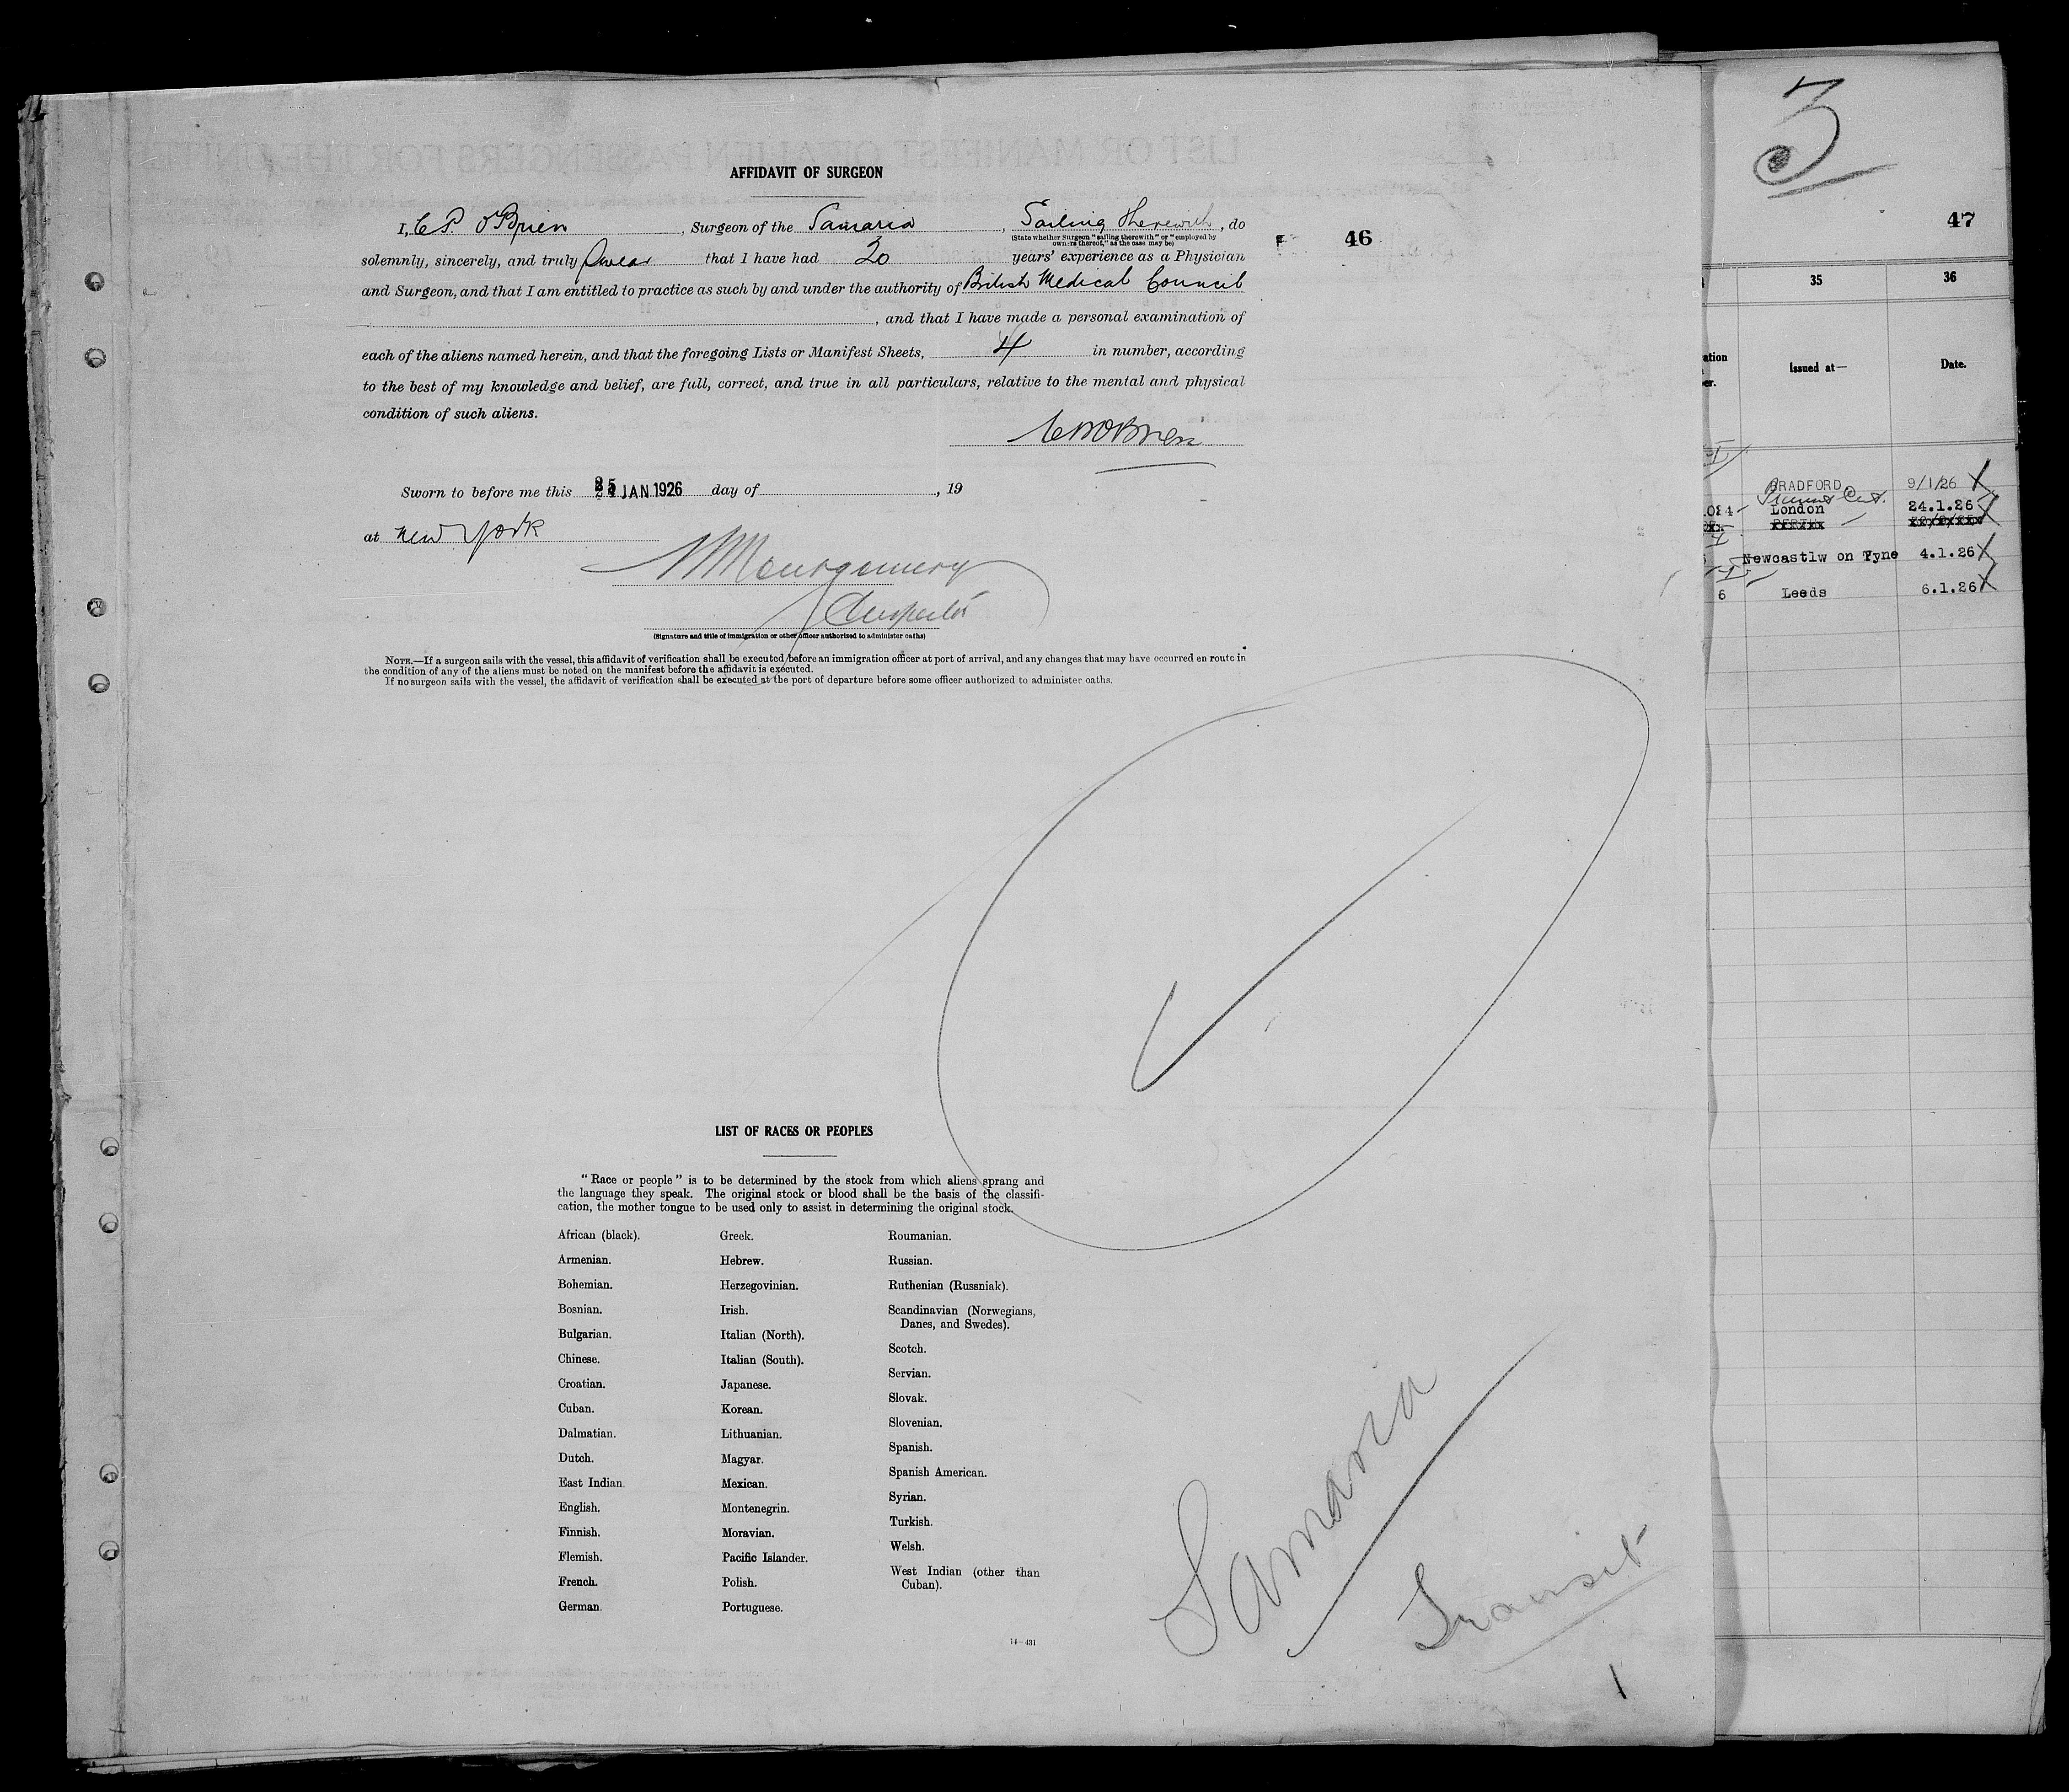 AFFIDAVIT OF SURGEON
I, C P. O'Brien, Surgeon of the Samaria, Sailing therewith, do
(State whether Surgeon "sailing therewith" or "employed by
owners thereof," as the case may be)
solemnly, sincerely, and truly swear that I have had 20 years' experience as a Physician
and Surgeon, and that I am entitled to practice as such by and under the authority of British Medical Council
, and that I have made a personal examination of
each of the aliens named herein, and that the foregoing Lists or Manifest Sheets, 4 in number, according
to the best of my knowledge and belief, are full, correct, and true in all particulars, relative to the mental and physical
condition of such aliens.
Sworn to before me this 25 JAN 1926 day of , 19
at New York
Montgomery
Inspector
(Signature and title of immigration or other officer authorized to administer oaths)
NOTE.—If a surgeon sails with the vessel, this affidavit of verification shall be executed before an immigration officer at port of arrival, and any changes that may have occurred en route in
the condition of any of the aliens must be noted on the manifest before the affidavit is executed.
If no surgeon sails with the vessel, the affidavit of verification shall be executed at the port of departure before some officer authorized to administer oaths.
46
LIST OF RACES OR PEOPLES
"Race or people" is to be determined by the stock from which aliens sprang and
the language they speak. The original stock or blood shall be the basis of the classifi-
cation, the mother tongue to be used only to assist in determining the original stock.
African (black).
Armenian.
Bohemian.
Bosnian.
Bulgarian.
Chinese.
Croatian.
Cuban.
Dalmatian.
Dutch.
East Indian.
English.
Finnish.
Flemish.
French.
German.
Greek.
Hebrew.
Herzegovinian.
Irish.
Italian (North).
Italian (South).
Japanese.
Korean.
Lithuanian.
Magyar.
Mexican.
Montenegrin.
Moravian.
Pacific Islander.
Polish.
Portuguese.
Roumanian.
Russian.
Ruthenian (Russniak).
Scandinavian (Norwegians,
Danes, and Swedes).
Scotch.
Servian.
Slovak.
Slovenian.
Spanish.
Spanish American.
Syrian.
Turkish.
Welsh.
West Indian (other than
Cuban).
14—431
Samaria
Transit
1
3
47
35 36
Issued at— Date.
BRADFORD. 9/1/26
London 24.1.26
Newcastlw on Tyne 4.1.26
6 Leeds 6.1.26